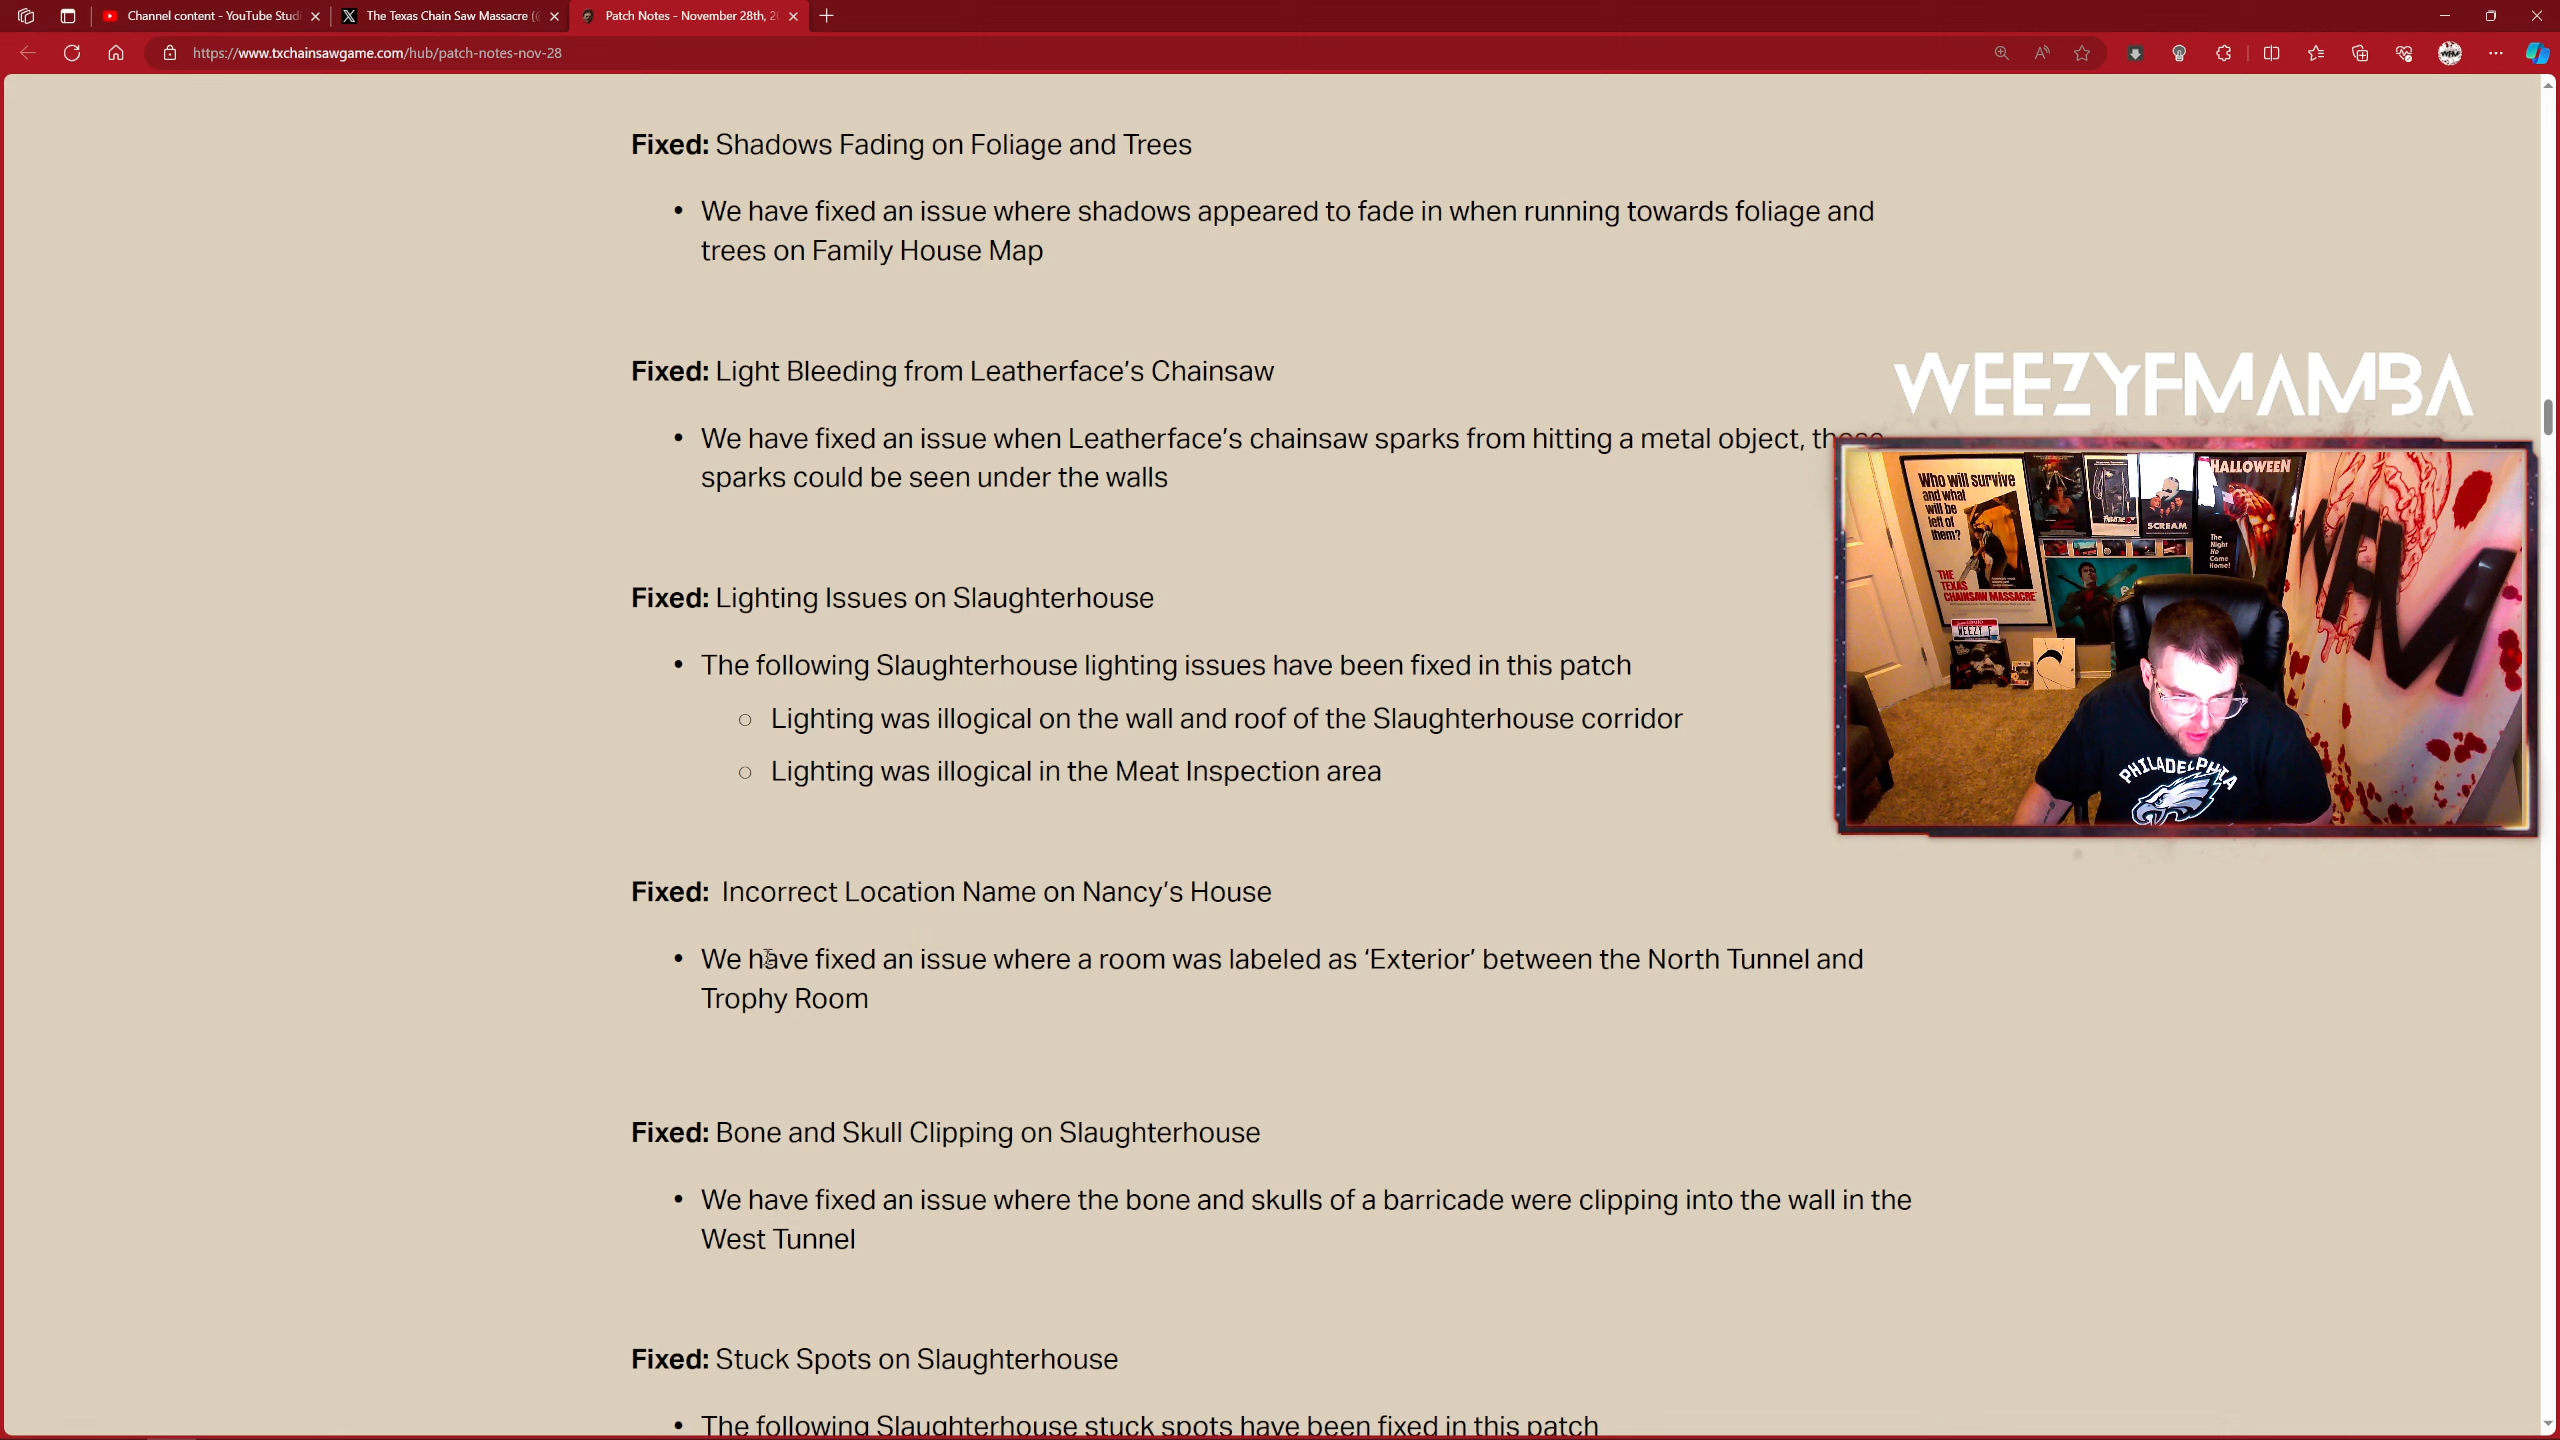 Channel content - YouTube Studi
The Texas Chain Saw Massacre (@
Patch Notes - November 28th, 20
https://www.txchainsawgame.com/hub/patch-notes-nov-28
Fixed: Shadows Fading on Foliage and Trees
• We have fixed an issue where shadows appeared to fade in when running towards foliage and
trees on Family House Map
Fixed: Light Bleeding from Leatherface’s Chainsaw
• We have fixed an issue when Leatherface’s chainsaw sparks from hitting a metal object, those
sparks could be seen under the walls
Fixed: Lighting Issues on Slaughterhouse
• The following Slaughterhouse lighting issues have been fixed in this patch
○ Lighting was illogical on the wall and roof of the Slaughterhouse corridor
○ Lighting was illogical in the Meat Inspection area
Fixed: Incorrect Location Name on Nancy’s House
• We have fixed an issue where a room was labeled as ‘Exterior’ between the North Tunnel and
Trophy Room
Fixed: Bone and Skull Clipping on Slaughterhouse
• We have fixed an issue where the bone and skulls of a barricade were clipping into the wall in the
West Tunnel
Fixed: Stuck Spots on Slaughterhouse
• The following Slaughterhouse stuck spots have been fixed in this patch
WEEZYFMAMBA
Who will survive
and what
will be
left of
them?
THE
TEXAS
CHAINSAW MASSACRE
WEEZY F
SCREAM
HALLOWEEN
The
Night
He
Came
Home!
PHILADELPHIA